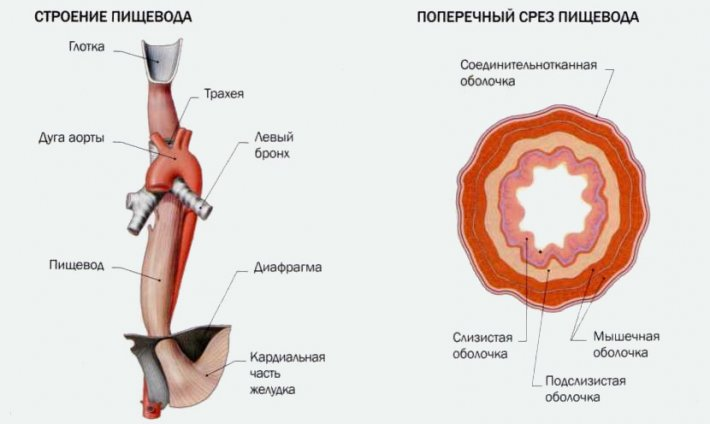 СТРОЕНИЕ ПИЩЕВОДА
Глотка
Трахея
Дуга аорты
Левый
бронх
Пищевод
Диафрагма
Кардиальная
часть
желудка
ПОПЕРЕЧНЫЙ СРЕЗ ПИЩЕВОДА
Соединительнотканная
оболочка
Слизистая
оболочка
Мышечная
оболочка
Подслизистая
оболочка